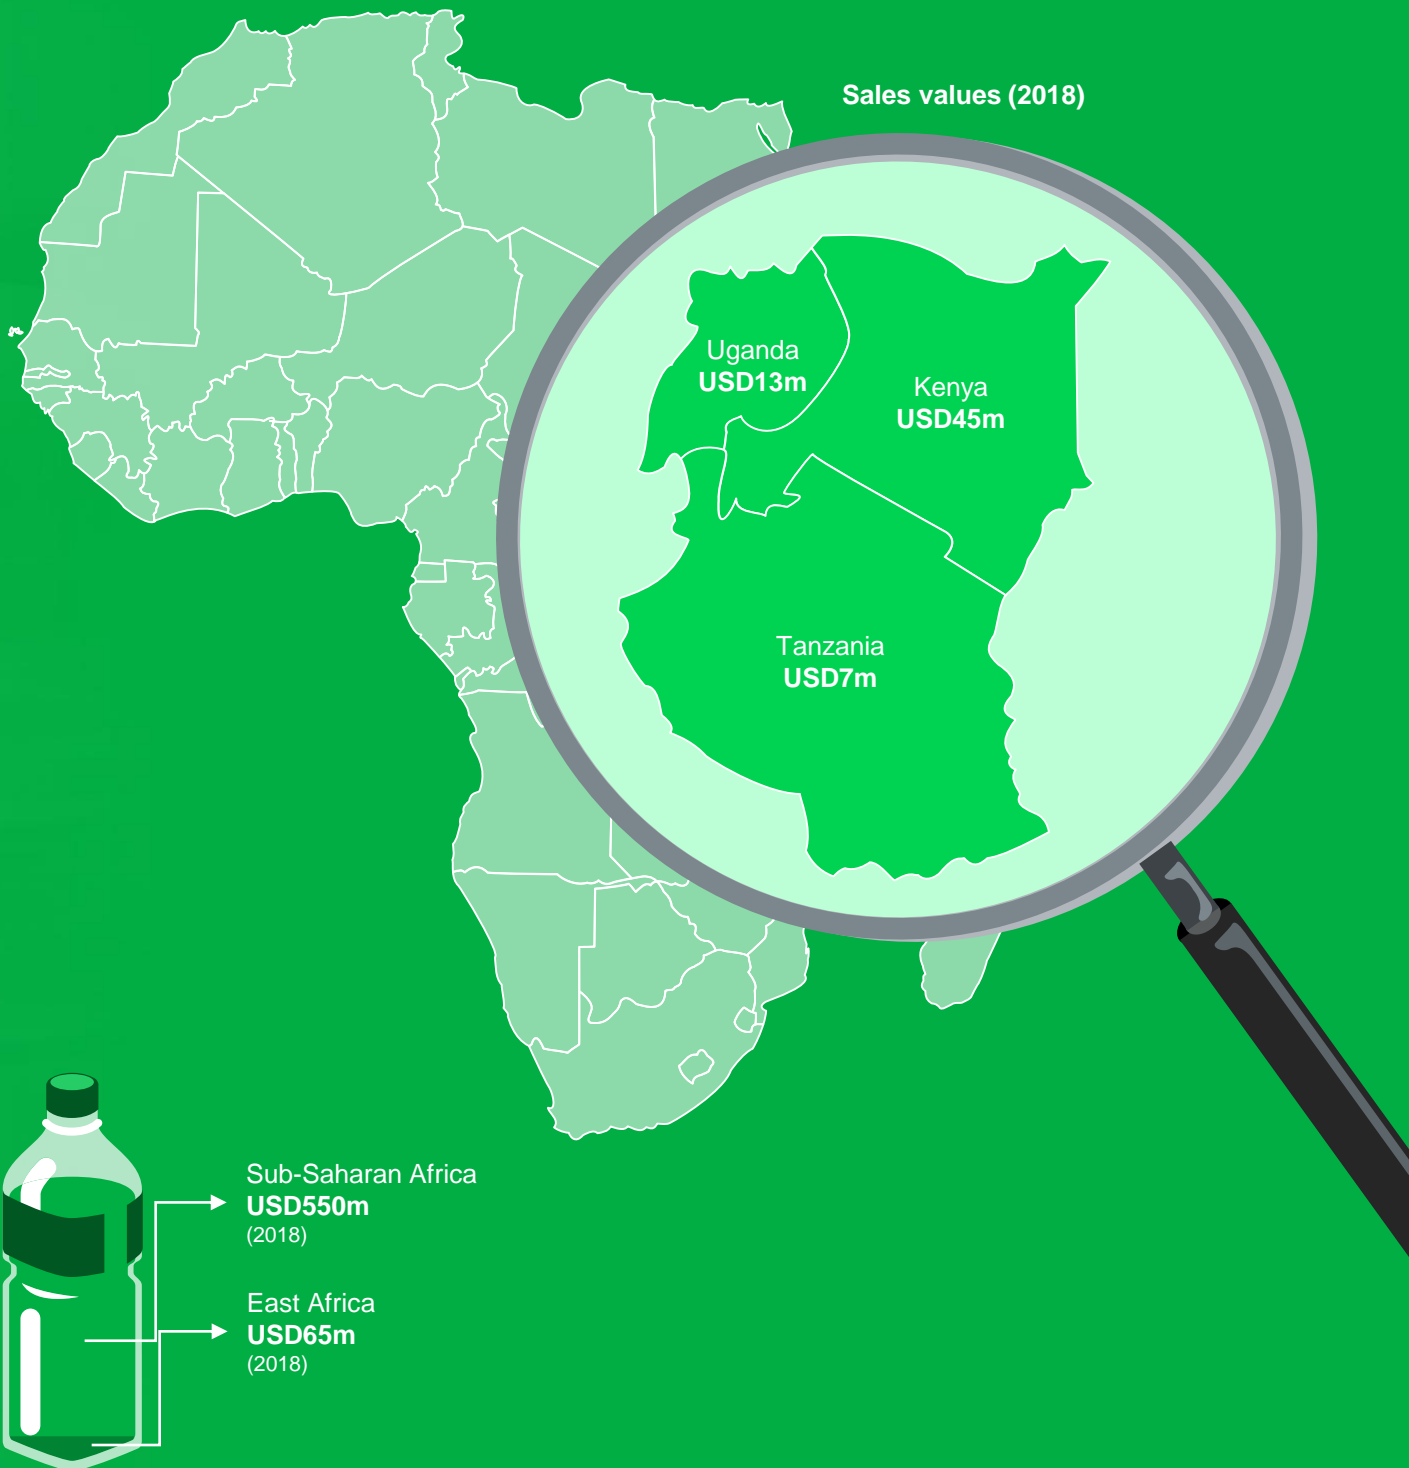 Sales values (2018)
Uganda
USD13m
Kenya
USD45m
Tanzania
USD7m
Sub-Saharan Africa
USD550m
(2018)
East Africa
USD65m
(2018)